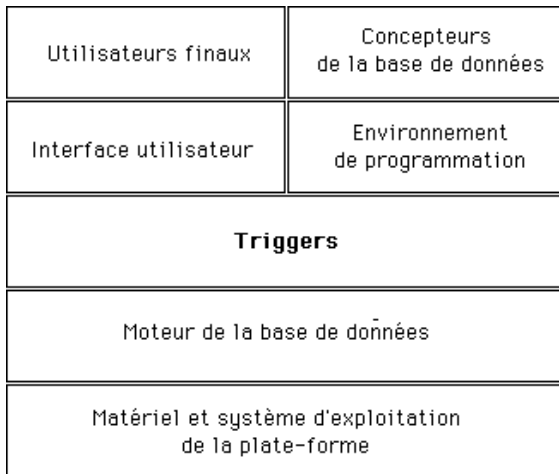 Utilisateurs finaux
Concepteurs
de la base de données
Interface utilisateur
Environnement
de programmation
Triggers
Moteur de la base de données
Matériel et système d'exploitation
de la plate-forme